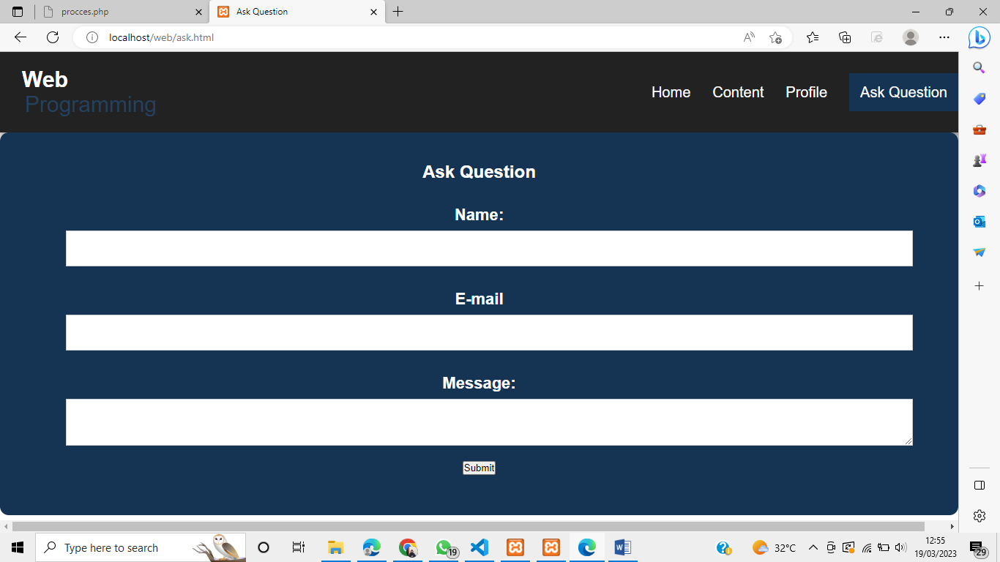 procces.php
Ask Question
localhost/web/ask.html
Web
Programming
Home
Content
Profile
Ask Question
Ask Question
Name:
E-mail
Message:
Submit
Type here to search
19
32°C
12:55
19/03/2023
29